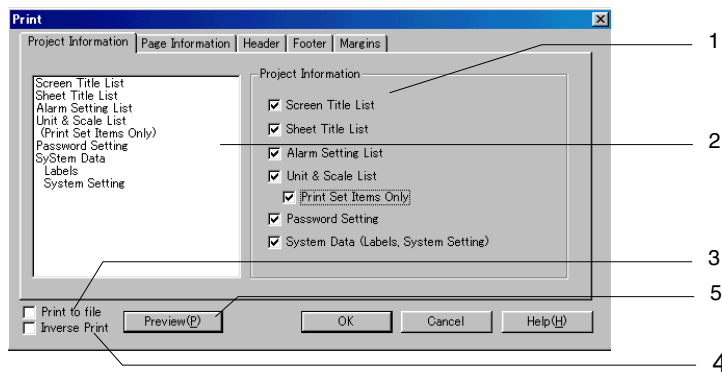 Print
Project Information Page Information Header Footer Margins
1
Screen Title List
Sheet Title List
Alarm Setting List
Unit & Scale List
(Print Set Items Only)
Password Setting
SyStem Data
Labels
System Setting
Project Information
Screen Title List
Sheet Title List
Alarm Setting List
Unit & Scale List
Print Set Items Only
Password Setting
System Data (Labels, System Setting)
2
3
5
Print to file
Inverse Print
Preview(P)
OK
Cancel
Help(H)
4